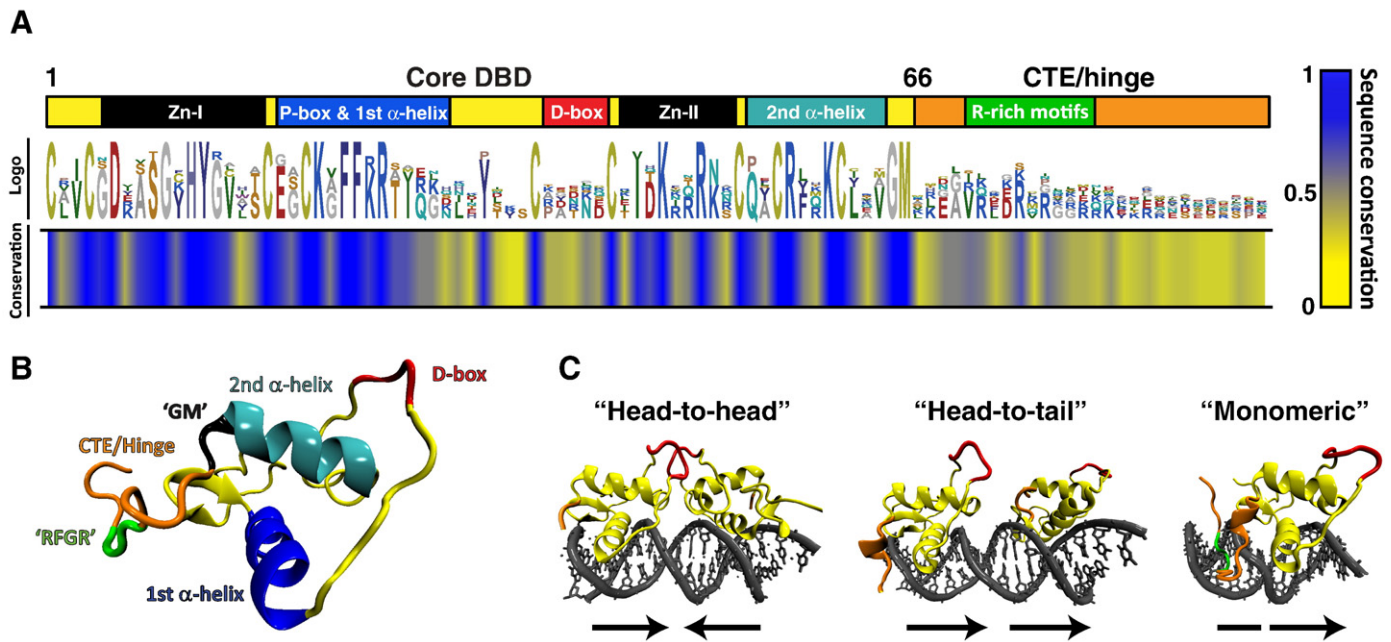 A
1 Core DBD 66 CTE/hinge
Zn-I P-box & 1st α-helix D-box Zn-II 2nd α-helix R-rich motifs
Logo
Conservation
1
0.5
0
Sequence conservation
B
2nd α-helix
D-box
'GM'
CTE/Hinge
'RFGR'
1st α-helix
C
"Head-to-head" "Head-to-tail" "Monomeric"